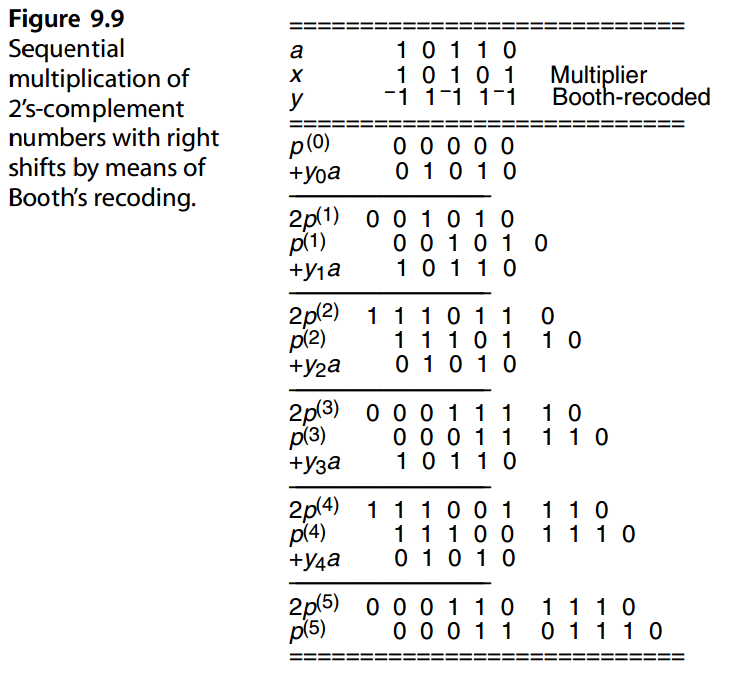 Figure 9.9
Sequential
multiplication of
2's-complement
numbers with right
shifts by means of
Booth's recoding.
============================
a 1 0 1 1 0
x 1 0 1 0 1 Multiplier
y ⁻1 1 ⁻1 1 ⁻1 Booth-recoded
============================
p(0) 0 0 0 0 0
+y₀a 0 1 0 1 0
2p(1) 0 0 1 0 1 0
p(1) 0 0 1 0 1 0
+y₁a 1 0 1 1 0
2p(2) 1 1 1 0 1 1 0
p(2) 1 1 1 0 1 1 0
+y₂a 0 1 0 1 0
2p(3) 0 0 0 1 1 1 1 0
p(3) 0 0 0 1 1 1 1 0
+y₃a 1 0 1 1 0
2p(4) 1 1 1 0 0 1 1 1 0
p(4) 1 1 1 0 0 1 1 1 0
+y₄a 0 1 0 1 0
2p(5) 0 0 0 1 1 0 1 1 1 0
p(5) 0 0 0 1 1 0 1 1 1 0
============================